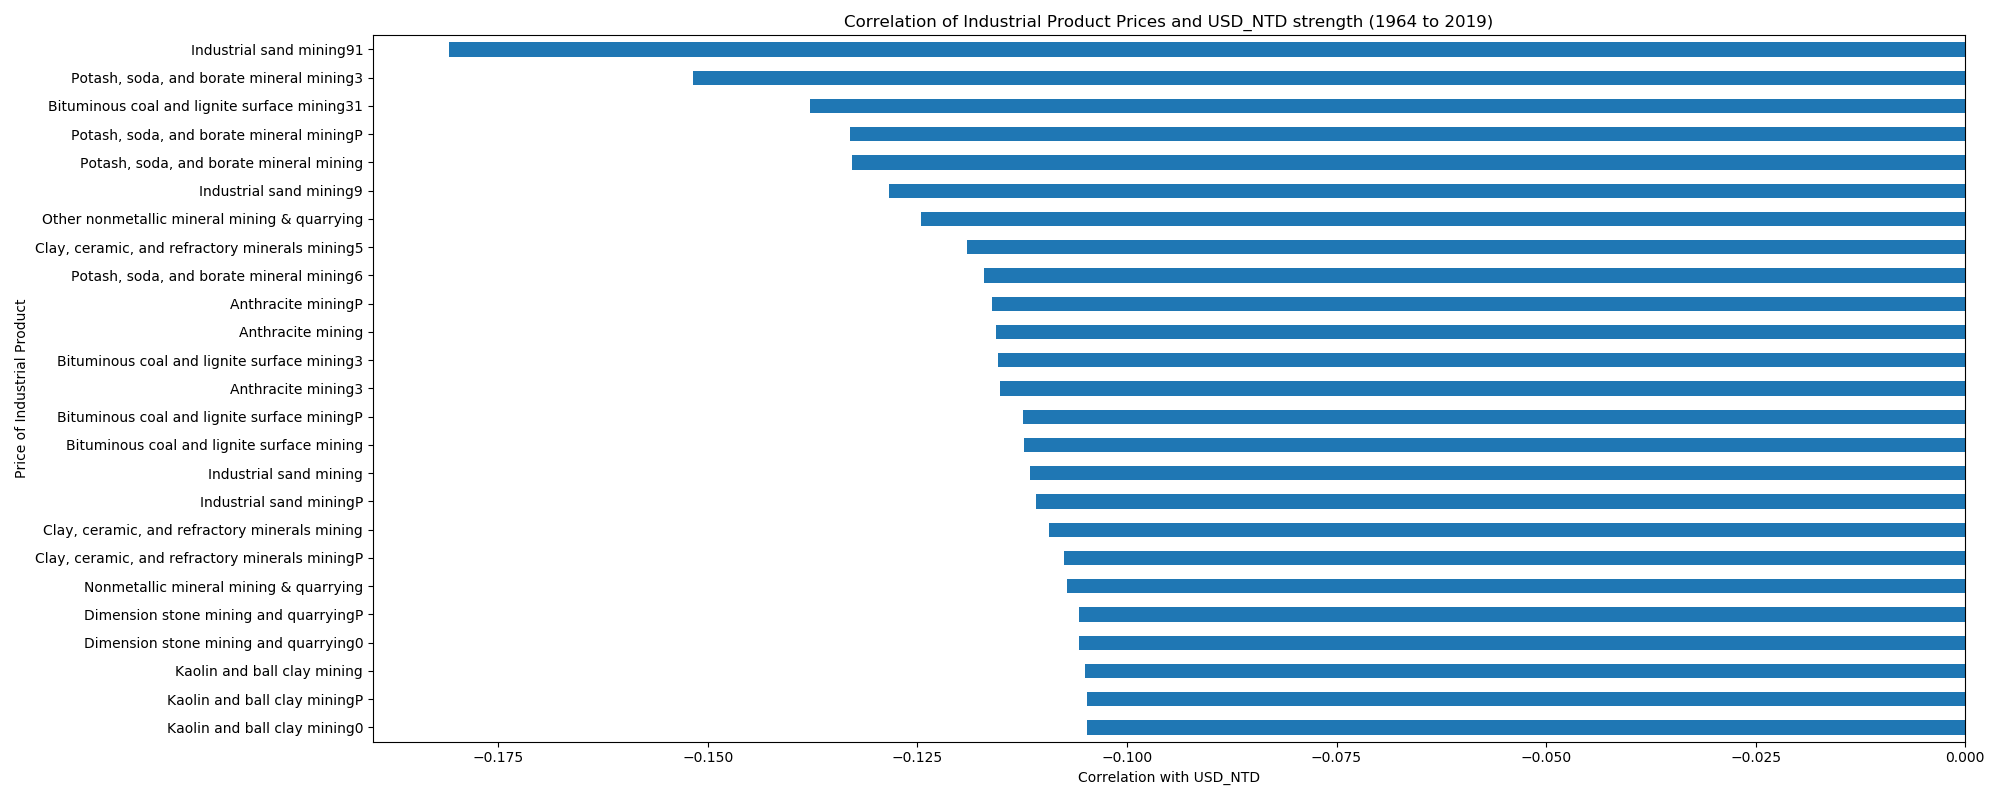 Correlation of Industrial Product Prices and USD_NTD strength (1964 to 2019)
Price of Industrial Product
Industrial sand mining91
Potash, soda, and borate mineral mining3
Bituminous coal and lignite surface mining31
Potash, soda, and borate mineral miningP
Potash, soda, and borate mineral mining
Industrial sand mining9
Other nonmetallic mineral mining & quarrying
Clay, ceramic, and refractory minerals mining5
Potash, soda, and borate mineral mining6
Anthracite miningP
Anthracite mining
Bituminous coal and lignite surface mining3
Anthracite mining3
Bituminous coal and lignite surface miningP
Bituminous coal and lignite surface mining
Industrial sand mining
Industrial sand miningP
Clay, ceramic, and refractory minerals mining
Clay, ceramic, and refractory minerals miningP
Nonmetallic mineral mining & quarrying
Dimension stone mining and quarryingP
Dimension stone mining and quarrying0
Kaolin and ball clay mining
Kaolin and ball clay miningP
Kaolin and ball clay mining0
−0.175 −0.150 −0.125 −0.100 −0.075 −0.050 −0.025 0.000
Correlation with USD_NTD